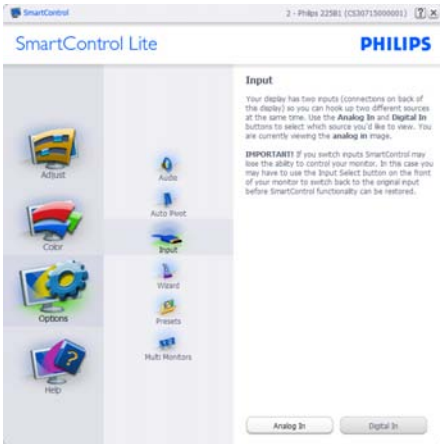 SmartControl
2 - Philips 225B1 (CS30715000001)
SmartControl Lite
PHILIPS
Adjust
Color
Options
Help
Audio
Auto Pivot
Input
Wizard
Presets
Multi Monitors
Input
Your display has two inputs (connections on back of
the display) so you can hook up two different sources
at the same time. Use the Analog In and Digital In
buttons to select which source you'd like to view. You
are currently viewing the analog in image.
IMPORTANT! If you switch inputs SmartControl may
lose the ability to control your monitor. In this case you
may have to use the Input Select button on the front
of your monitor to switch back to the original input
before SmartControl functionality can be restored.
Analog In
Digital In